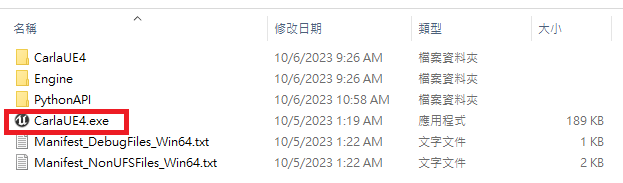 名稱 修改日期 類型 大小
CarlaUE4 10/6/2023 9:26 AM 檔案資料夾
Engine 10/6/2023 9:26 AM 檔案資料夾
PythonAPI 10/6/2023 10:58 AM 檔案資料夾
CarlaUE4.exe 10/5/2023 1:19 AM 應用程式 189 KB
Manifest_DebugFiles_Win64.txt 10/5/2023 1:22 AM 文字文件 1 KB
Manifest_NonUFSFiles_Win64.txt 10/5/2023 1:22 AM 文字文件 2 KB